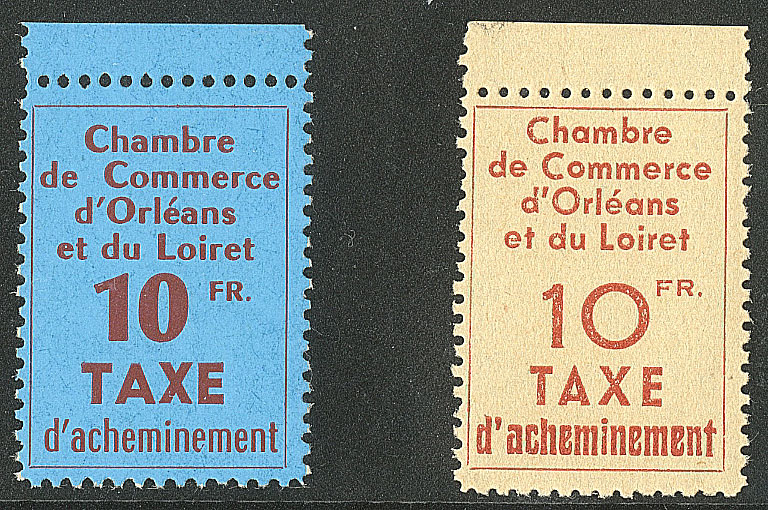 Chambre
de Commerce
d'Orléans
et du Loiret
10 FR.
TAXE
d'acheminement
Chambre
de Commerce
d'Orléans
et du Loiret
10 FR.
TAXE
d'acheminement